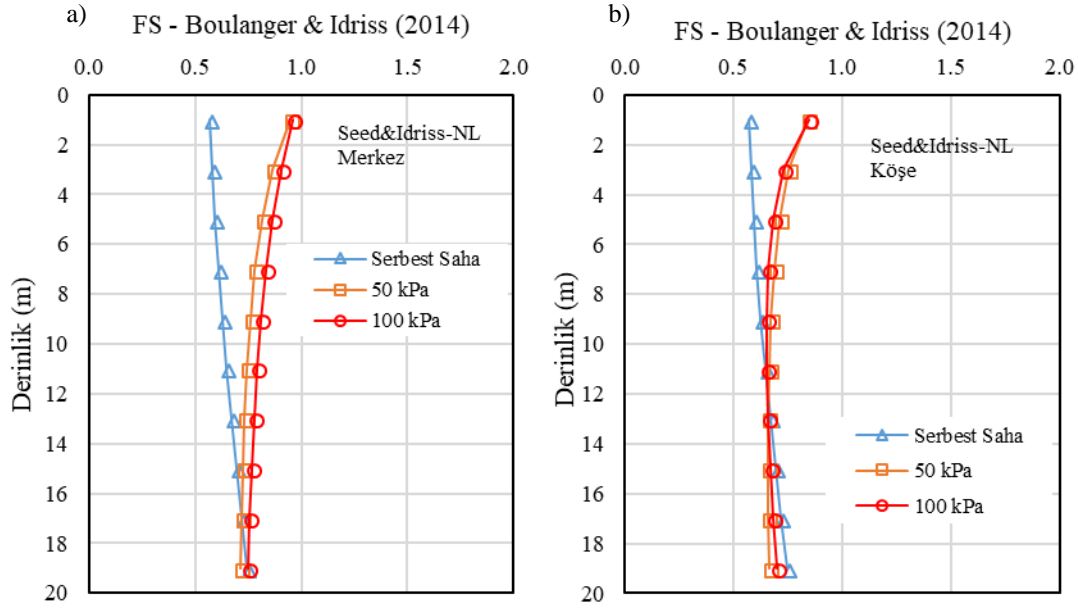 a)
FS - Boulanger & Idriss (2014)
0.0 0.5 1.0 1.5 2.0
0
2
4
6
8
10
12
14
16
18
20
Derinlik (m)
Seed&Idriss-NL
Merkez
Serbest Saha
50 kPa
100 kPa
b)
FS - Boulanger & Idriss (2014)
0.0 0.5 1.0 1.5 2.0
0
2
4
6
8
10
12
14
16
18
20
Derinlik (m)
Seed&Idriss-NL
Köşe
Serbest Saha
50 kPa
100 kPa